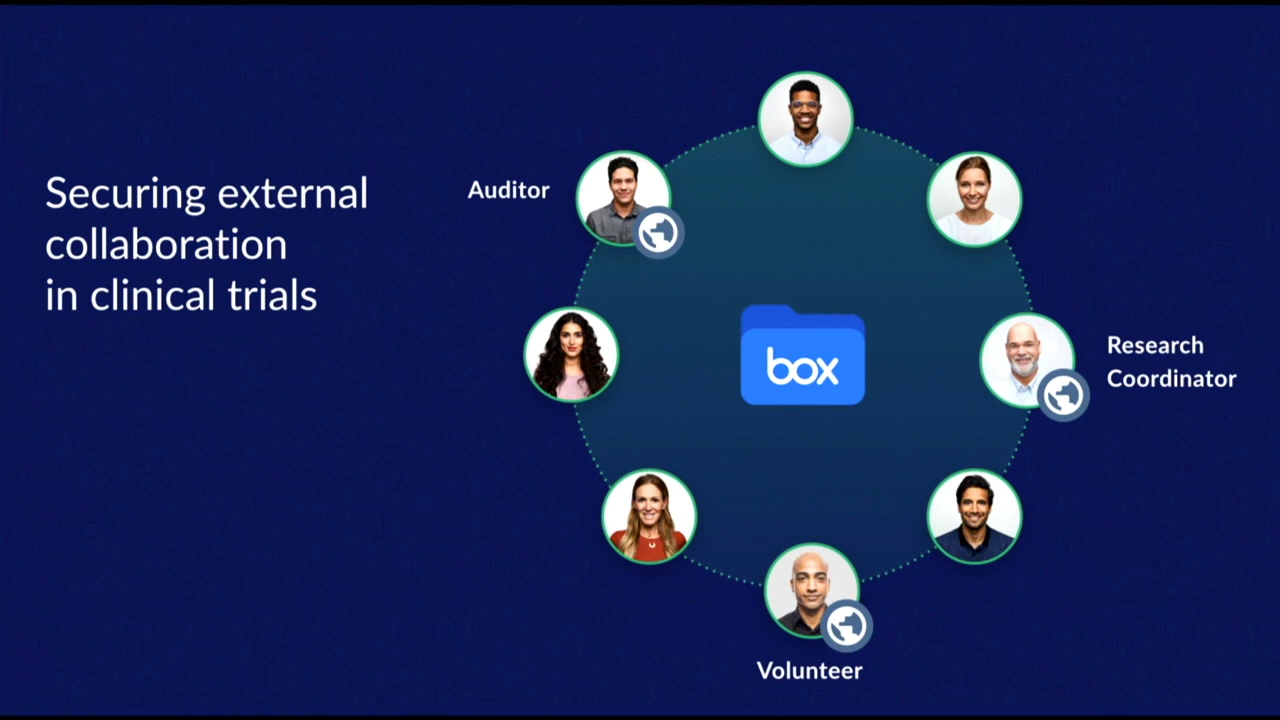 Securing external
collaboration
in clinical trials
Auditor
box
Research
Coordinator
Volunteer